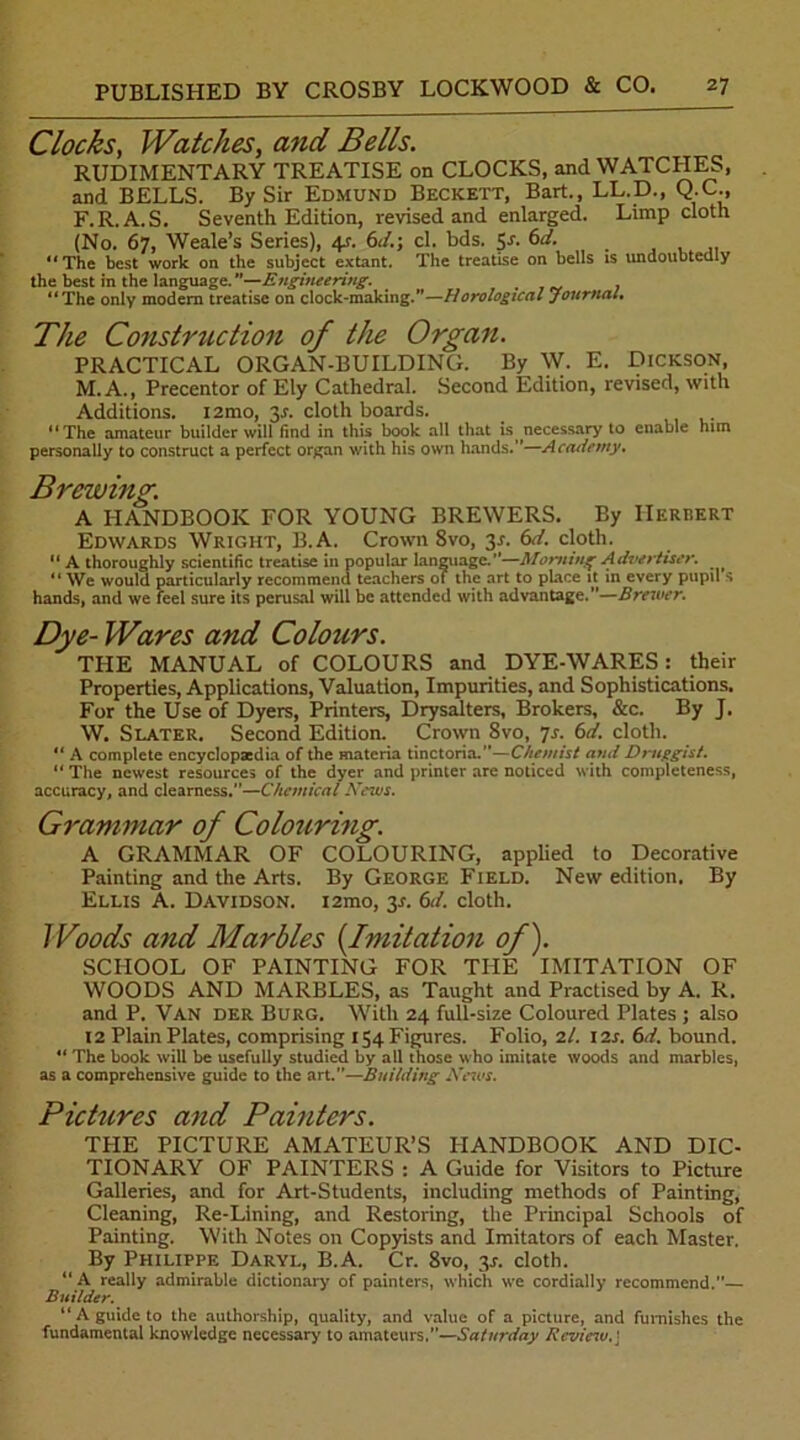 PUBLISHED BY CROSBY LOCKWOOD & CO. 27
Clocks, Watches, and Bells.
RUDIMENTARY TREATISE on CLOCKS, and WATCHES,
and BELLS. By Sir Edmund Beckett, Bart., LL.D., Q.C.,
F.R.A.S. Seventh Edition, revised and enlarged. Limp cloth
(No. 67, Weale's Series), 4s. 6d.; cl. bds. 5s. 6d.
"The best work on the subject extant. The treatise on bells is undoubtedly
the best in the language."—Engineering.
"The only modern treatise on clock-making."—Horological Journal.
The Construction of the Organ.
PRACTICAL ORGAN-BUILDING. By W. E. Dickson,
M.A., Precentor of Ely Cathedral. Second Edition, revised, with
Additions. 12mo, 3s. cloth boards.
"The amateur builder will find in this book all that is necessary to enable him
personally to construct a perfect organ with his own hands."—Academy.
Brewing.
A HANDBOOK FOR YOUNG BREWERS. By Herbert
Edwards Wright, B.A. Crown 8vo, 3s. 6d. cloth.
"A thoroughly scientific treatise in popular language."—Morning Advertiser.
"We would particularly recommend teachers of the art to place it in every pupil's
hands, and we feel sure its perusal will be attended with advantage."—Brewer.
Dye-Wares and Colours.
THE MANUAL of COLOURS and DYE-WARES: their
Properties, Applications, Valuation, Impurities, and Sophistications.
For the Use of Dyers, Printers, Drysalters, Brokers, &c. By J.
W. Slater. Second Edition. Crown 8vo, 7s. 6d. cloth.
"A complete encyclopædia of the materia tinctoria."—Chemist and Druggist.
"The newest resources of the dyer and printer are noticed with completeness,
accuracy, and clearness."—Chemical News.
Grammar of Colouring.
A GRAMMAR OF COLOURING, applied to Decorative
Painting and the Arts. By George Field. New edition. By
Ellis A. Davidson. 12mo, 3s. 6d. cloth.
Woods and Marbles (Imitation of).
SCHOOL OF PAINTING FOR THE IMITATION OF
WOODS AND MARBLES, as Taught and Practised by A. R.
and P. Van der Burg. With 24 full-size Coloured Plates; also
12 Plain Plates, comprising 154 Figures. Folio, 2l. 12s. 6d. bound.
"The book will be usefully studied by all those who imitate woods and marbles,
as a comprehensive guide to the art."—Building News.
Pictures and Painters.
THE PICTURE AMATEUR'S HANDBOOK AND DIC-
TIONARY OF PAINTERS: A Guide for Visitors to Picture
Galleries, and for Art-Students, including methods of Painting,
Cleaning, Re-Lining, and Restoring, the Principal Schools of
Painting. With Notes on Copyists and Imitators of each Master.
By Philippe Daryl, B.A. Cr. 8vo, 3s. cloth.
"A really admirable dictionary of painters, which we cordially recommend."—
Builder.
"A guide to the authorship, quality, and value of a picture, and furnishes the
fundamental knowledge necessary to amateurs."—Saturday Review.]